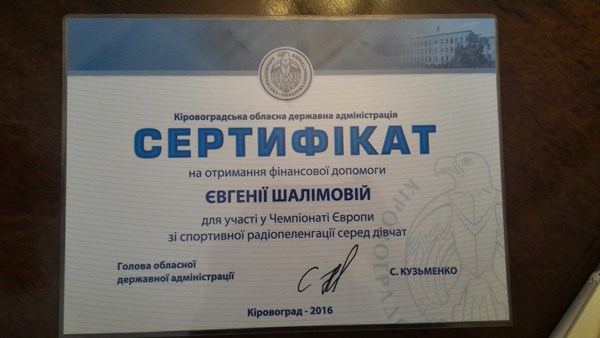 Кіровоградська обласна державна адміністрація
СЕРТИФІКАТ
на отримання фінансової допомоги
ЄВГЕНІЇ ШАЛІМОВІЙ
для участі у Чемпіонаті Європи
зі спортивної радіопеленгації серед дівчат
Голова обласної
державної адміністрації
С. КУЗЬМЕНКО
Кіровоград - 2016